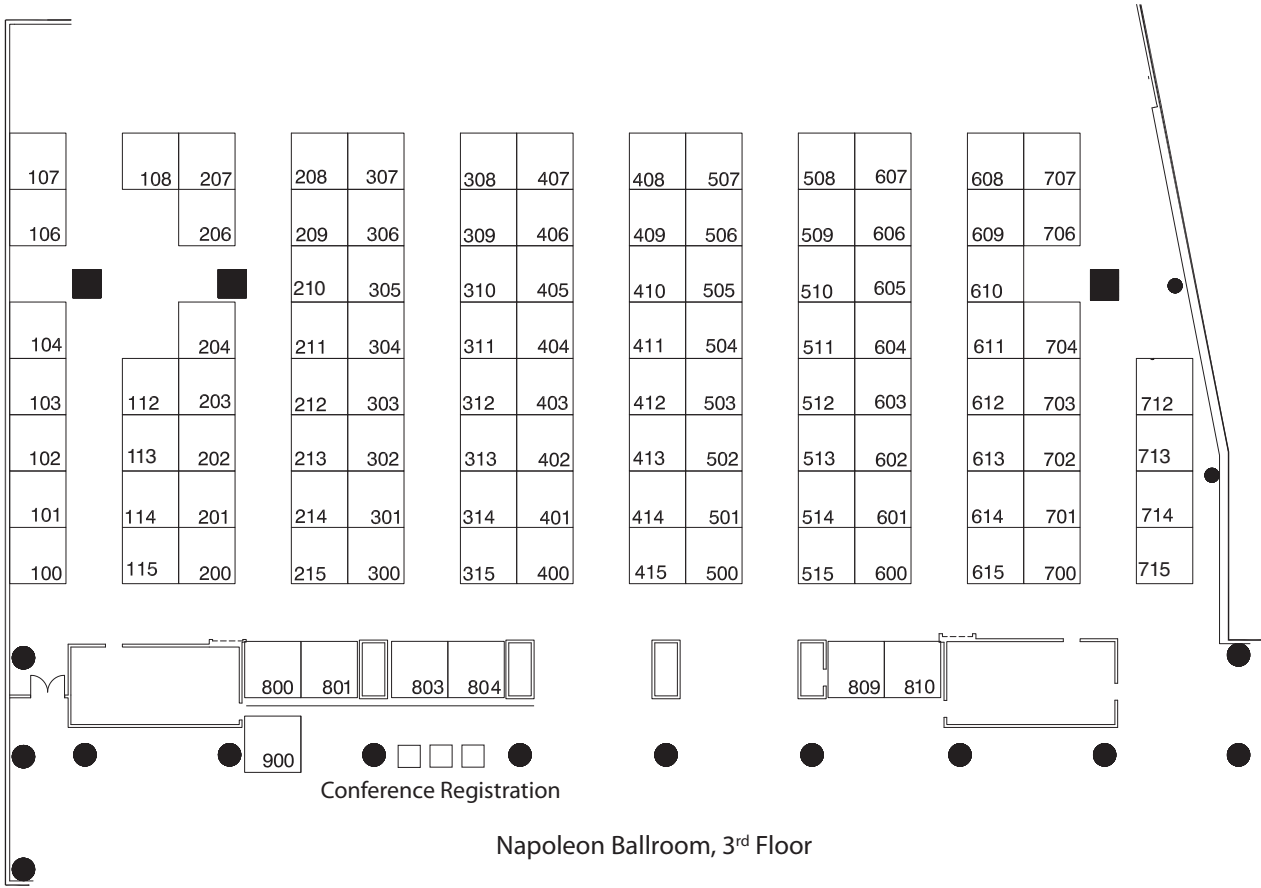 107 108 207 208 307 308 407 408 507 508 607 608 707
106 206 209 306 309 406 409 506 509 606 609 706
210 305 310 405 410 505 510 605 610
104 204 211 304 311 404 411 504 511 604 611 704
103 112 203 212 303 312 403 412 503 512 603 612 703 712
102 113 202 213 302 313 402 413 502 513 602 613 702 713
101 114 201 214 301 314 401 414 501 514 601 614 701 714
100 115 200 215 300 315 400 415 500 515 600 615 700 715
800 801 803 804 809 810
900
Conference Registration
Napoleon Ballroom, 3rd Floor